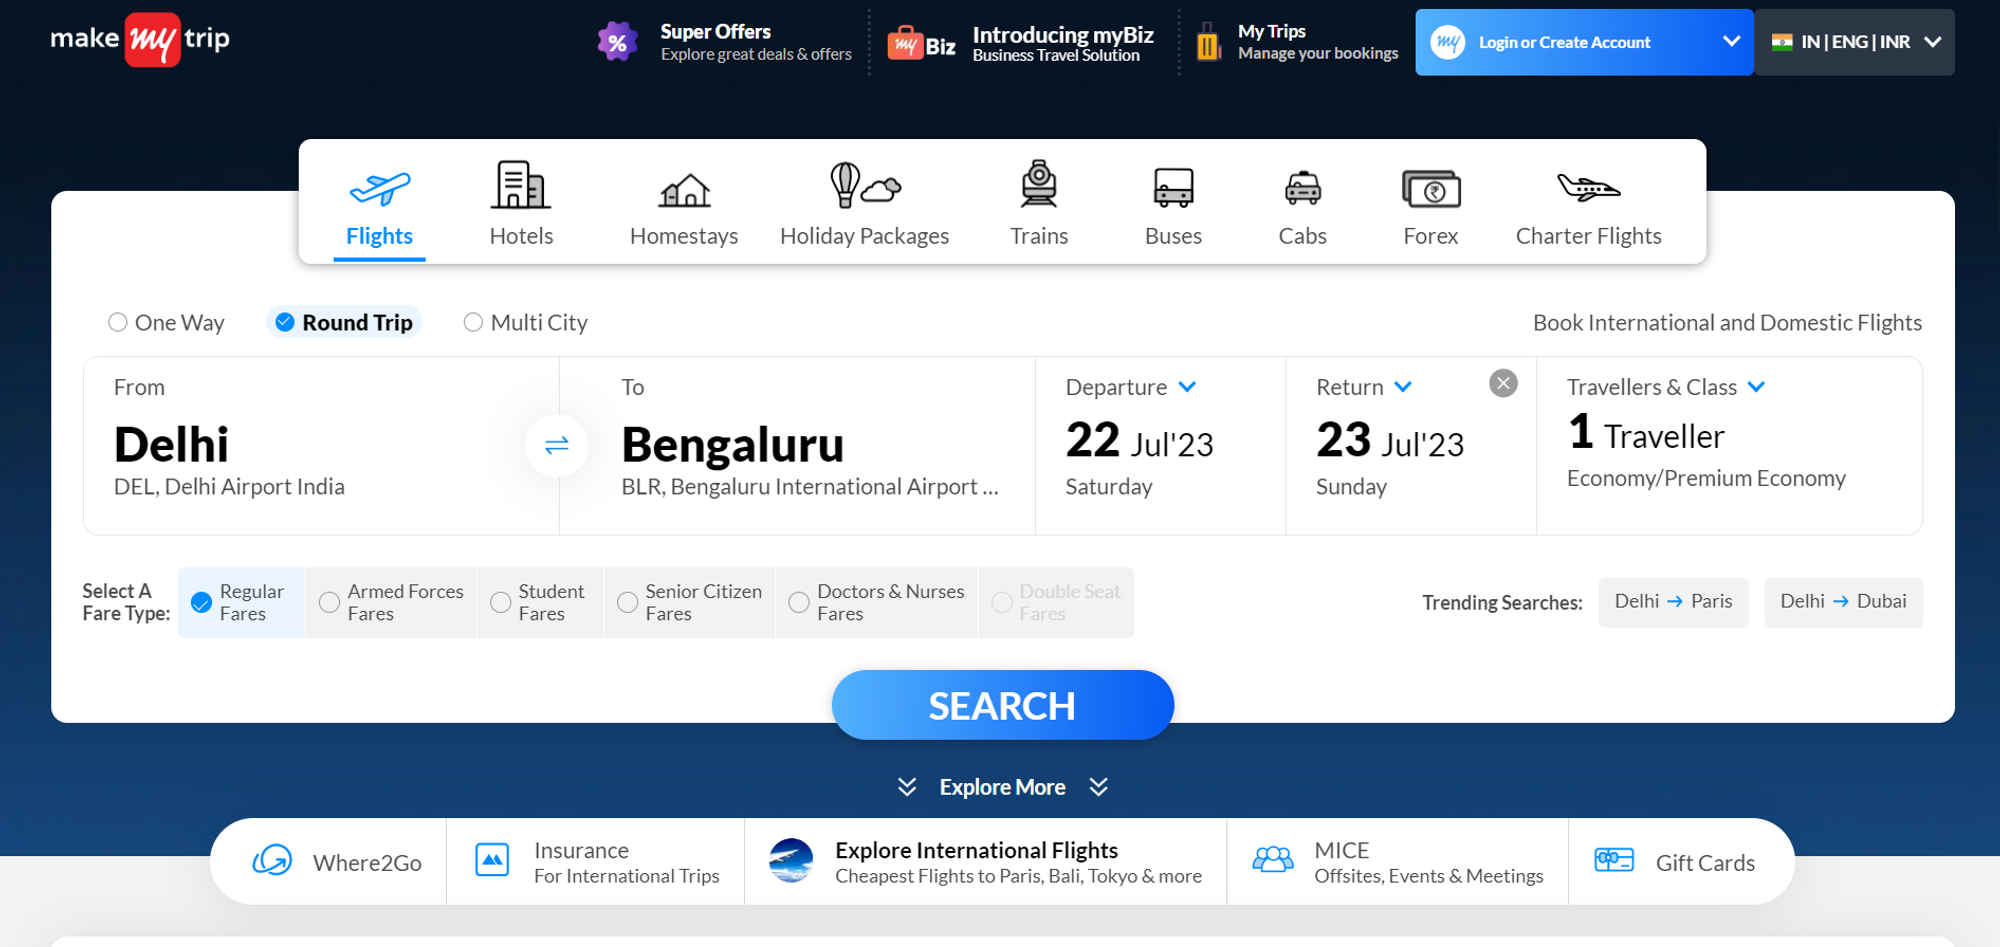 make my trip
%
Super Offers
Explore great deals & offers
my Biz
Introducing myBiz
Business Travel Solution
My Trips
Manage your bookings
my
Login or Create Account
IN | ENG | INR
Flights
Hotels
Homestays
Holiday Packages
Trains
Buses
Cabs
₹
Forex
Charter Flights
One Way
Round Trip
Multi City
Book International and Domestic Flights
From
Delhi
DEL, Delhi Airport India
To
Bengaluru
BLR, Bengaluru International Airport ...
Departure
22 Jul'23
Saturday
Return
23 Jul'23
Sunday
Travellers & Class
1 Traveller
Economy/Premium Economy
Select A
Fare Type:
Regular
Fares
Armed Forces
Fares
Student
Fares
Senior Citizen
Fares
Doctors & Nurses
Fares
Double Seat
Fares
Trending Searches:
Delhi → Paris
Delhi → Dubai
SEARCH
Explore More
Where2Go
Insurance
For International Trips
Explore International Flights
Cheapest Flights to Paris, Bali, Tokyo & more
MICE
Offsites, Events & Meetings
Gift Cards